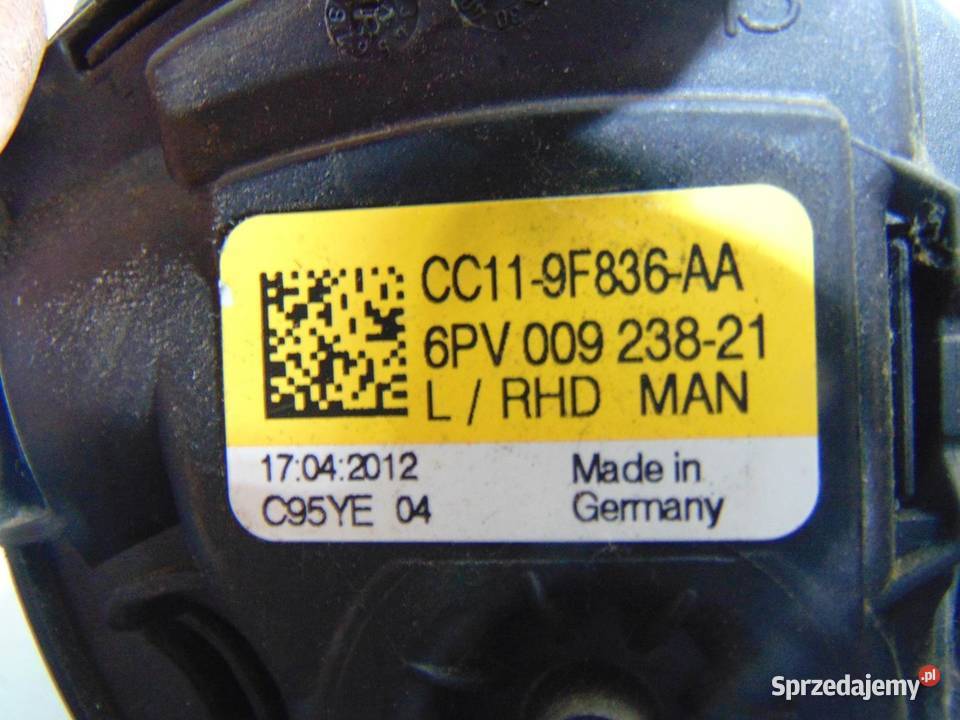 CC11-9F836-AA
6PV 009 238-21
L / RHD MAN
17:04:2012
Made in
C95YE 04
Germany
Sprzedajemy.pl